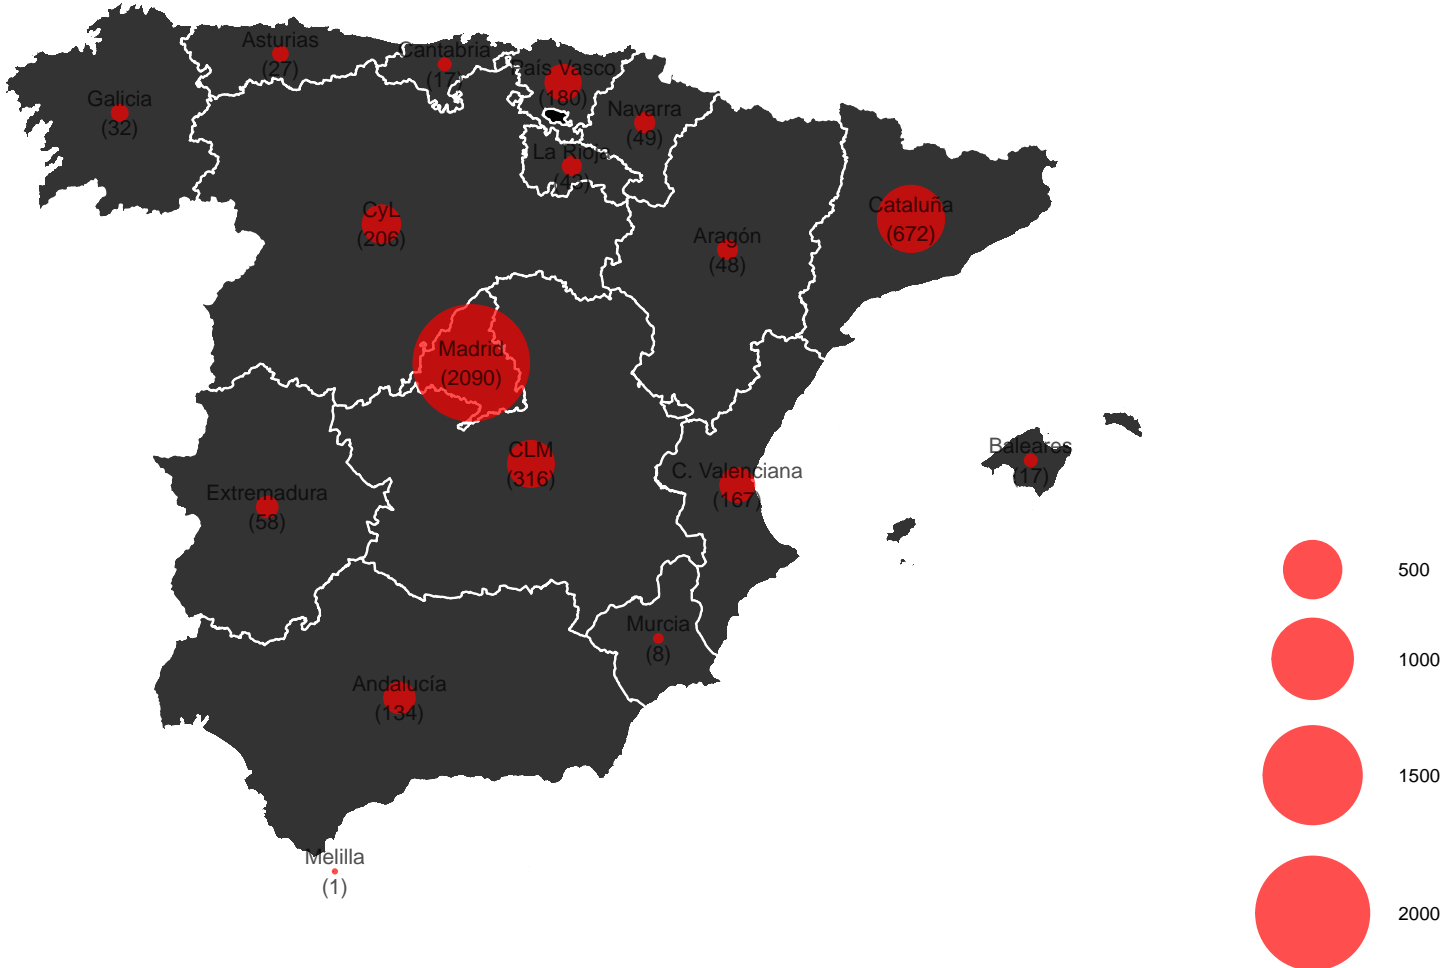 Asturias
(27)
Cantabria
(17)
País Vasco
(180)
Galicia
(32)
Navarra
(49)
La Rioja
(43)
CyL
(206)
Cataluña
(672)
Aragón
(48)
Madrid
(2090)
CLM
(316)
C. Valenciana
(167)
Baleares
(17)
Extremadura
(58)
Murcia
(8)
Andalucía
(134)
Melilla
(1)
500
1000
1500
2000